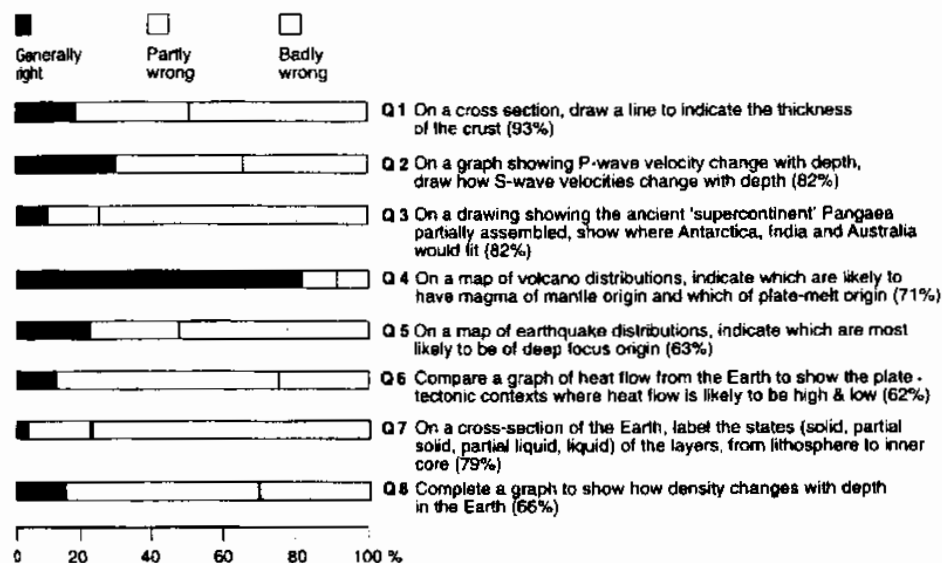 Generally
right
Partly
wrong
Badly
wrong
Q1 On a cross section, draw a line to indicate the thickness
of the crust (93%)
Q2 On a graph showing P-wave velocity change with depth,
draw how S-wave velocities change with depth (82%)
Q3 On a drawing showing the ancient 'supercontinent' Pangaea
partially assembled, show where Antarctica, India and Australia
would fit (82%)
Q4 On a map of volcano distributions, indicate which are likely to
have magma of mantle origin and which of plate-melt origin (71%)
Q5 On a map of earthquake distributions, indicate which are most
likely to be of deep focus origin (63%)
Q6 Compare a graph of heat flow from the Earth to show the plate -
tectonic contexts where heat flow is likely to be high & low (62%)
Q7 On a cross-section of the Earth, label the states (solid, partial
solid, partial liquid, liquid) of the layers, from lithosphere to inner
core (79%)
Q8 Complete a graph to show how density changes with depth
in the Earth (66%)
0 20 40 60 80 100 %